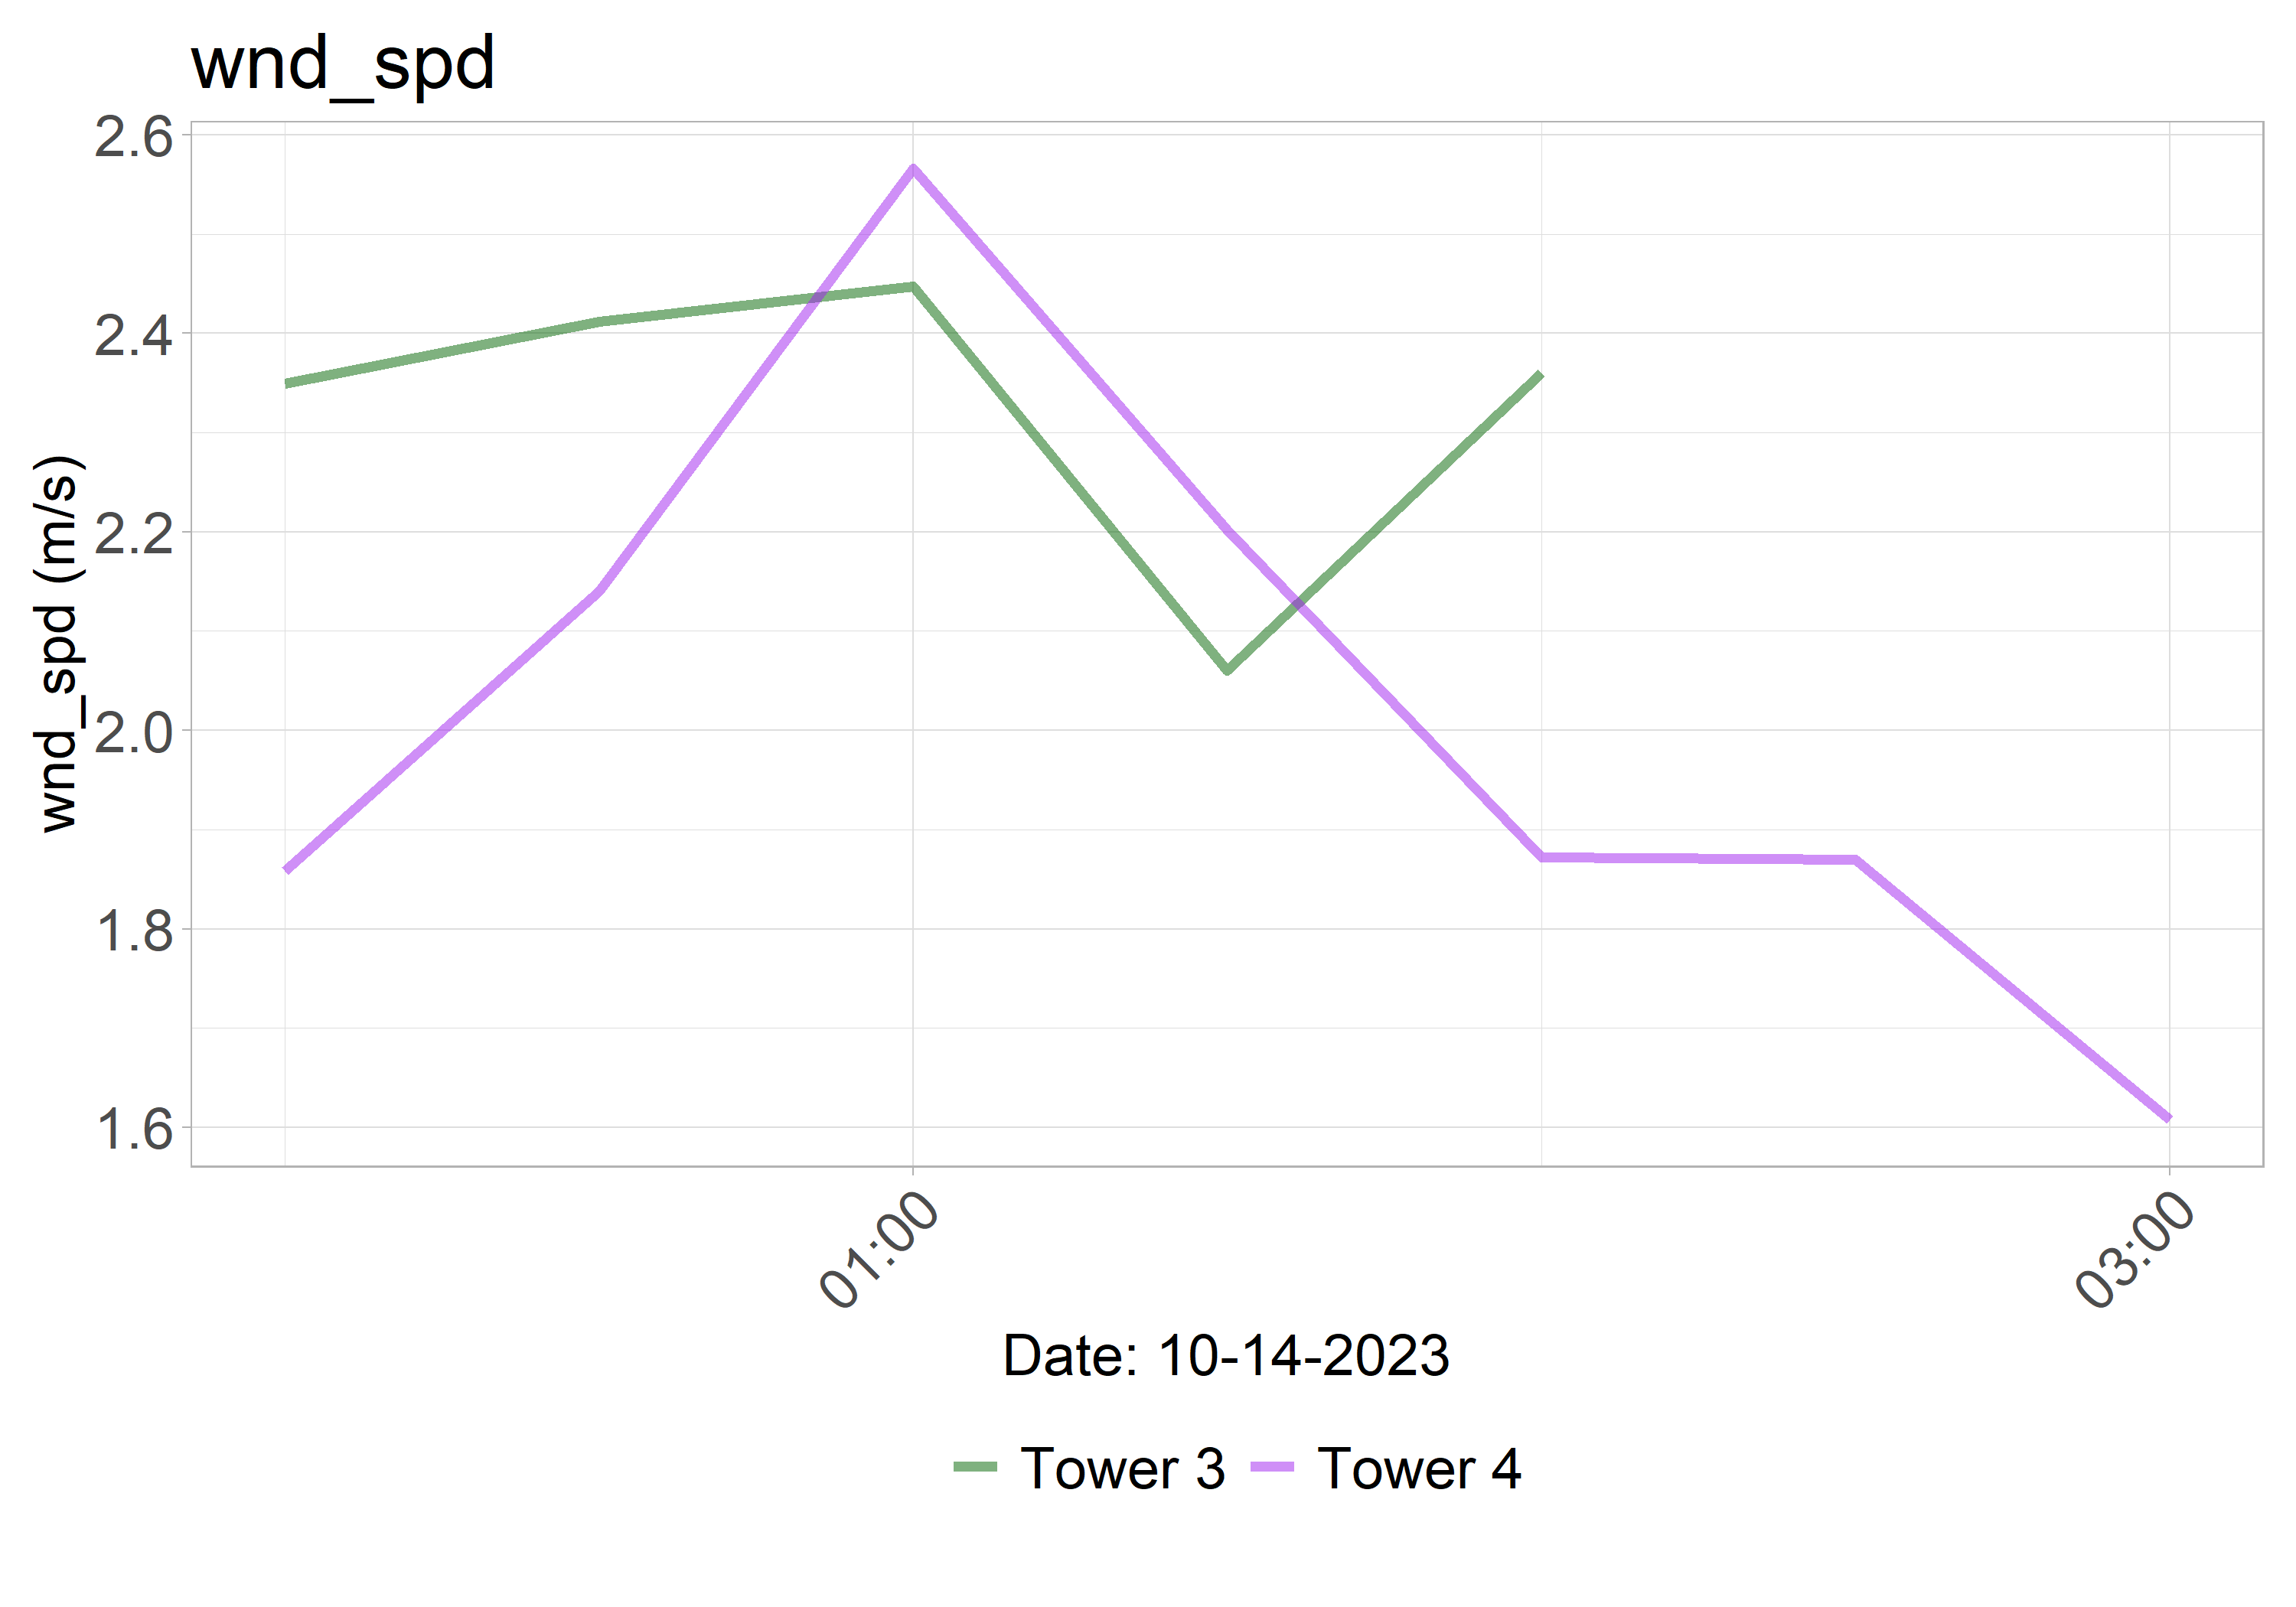 wnd_spd
wnd_spd (m/s)
2.6
2.4
2.2
2.0
1.8
1.6
01:00
03:00
Date: 10-14-2023
Tower 3
Tower 4